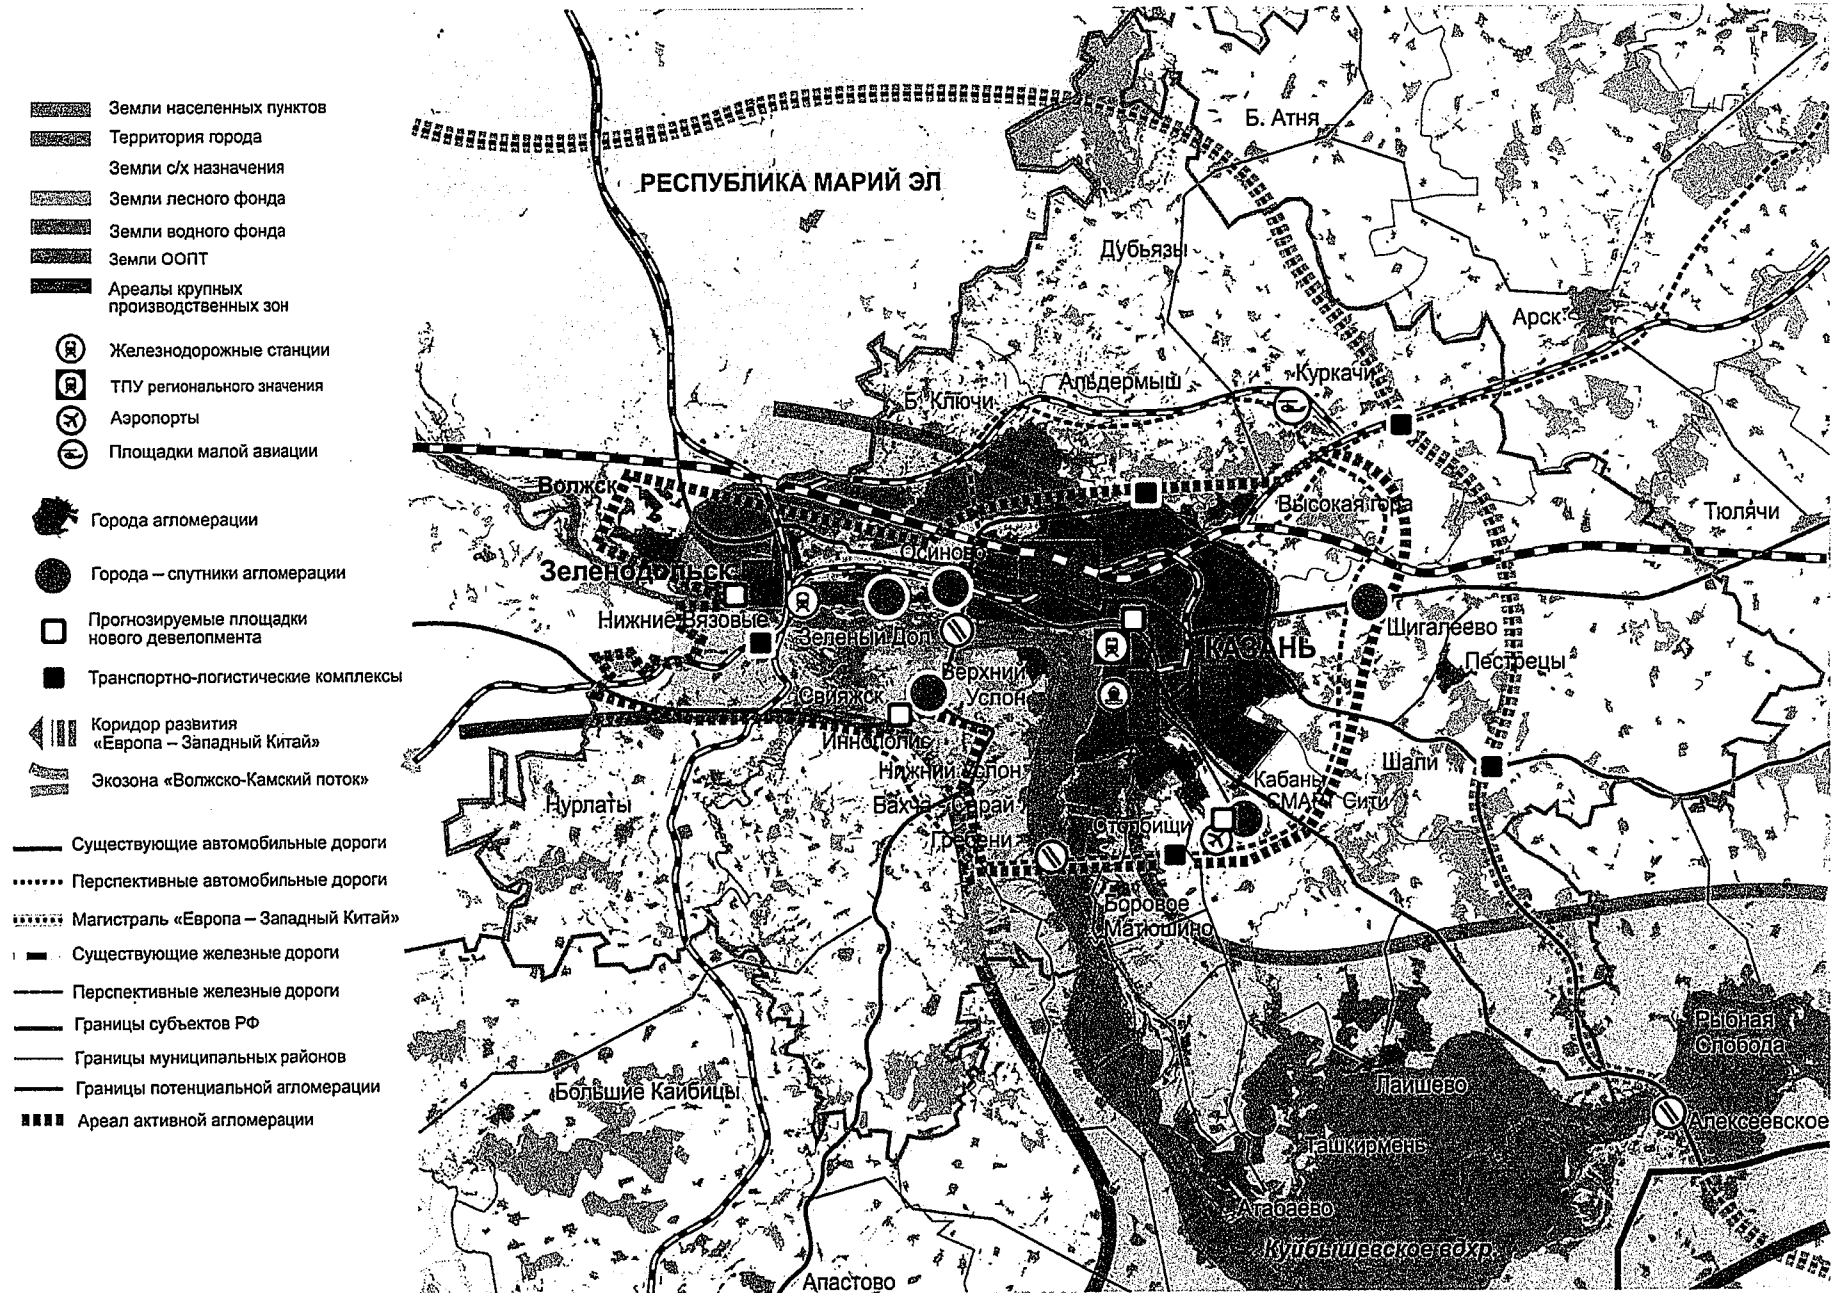 Земли населенных пунктов
Территория города
Земли с/х назначения
Земли лесного фонда
Земли водного фонда
Земли ООПТ
Ареалы крупных
производственных зон
Железнодорожные станции
ТПУ регионального значения
Аэропорты
Площадки малой авиации
Города агломерации
Города – спутники агломерации
Прогнозируемые площадки
нового девелопмента
Транспортно-логистические комплексы
Коридор развития
«Европа – Западный Китай»
Экозона «Волжско-Камский поток»
Существующие автомобильные дороги
Перспективные автомобильные дороги
Магистраль «Европа – Западный Китай»
Существующие железные дороги
Перспективные железные дороги
Границы субъектов РФ
Границы муниципальных районов
Границы потенциальной агломерации
Ареал активной агломерации
Б. Атня
РЕСПУБЛИКА МАРИЙ ЭЛ
Дубьязы
Арск
Куркачи
Альдермыш
Б. Ключи
Волжск
Высокая гора
Тюлячи
Осиново
Зеленодольск
Нижние Вязовые
Зеленый Дол
Шигалеево
КАЗАНЬ
Пестрецы
Верхний
Услон
Свияжск
Иннополис
Нижний Услон
Шали
Кабаны
СМАРТ Сити
Нурлаты
Бахча - Сарай
Столбищи
Гребени
Боровое
Матюшино
Рыбная
Слобода
Лаишево
Большие Кайбицы
Алексеевское
Ташкирмень
Атабаево
Куйбышевское вдхр.
Апастово